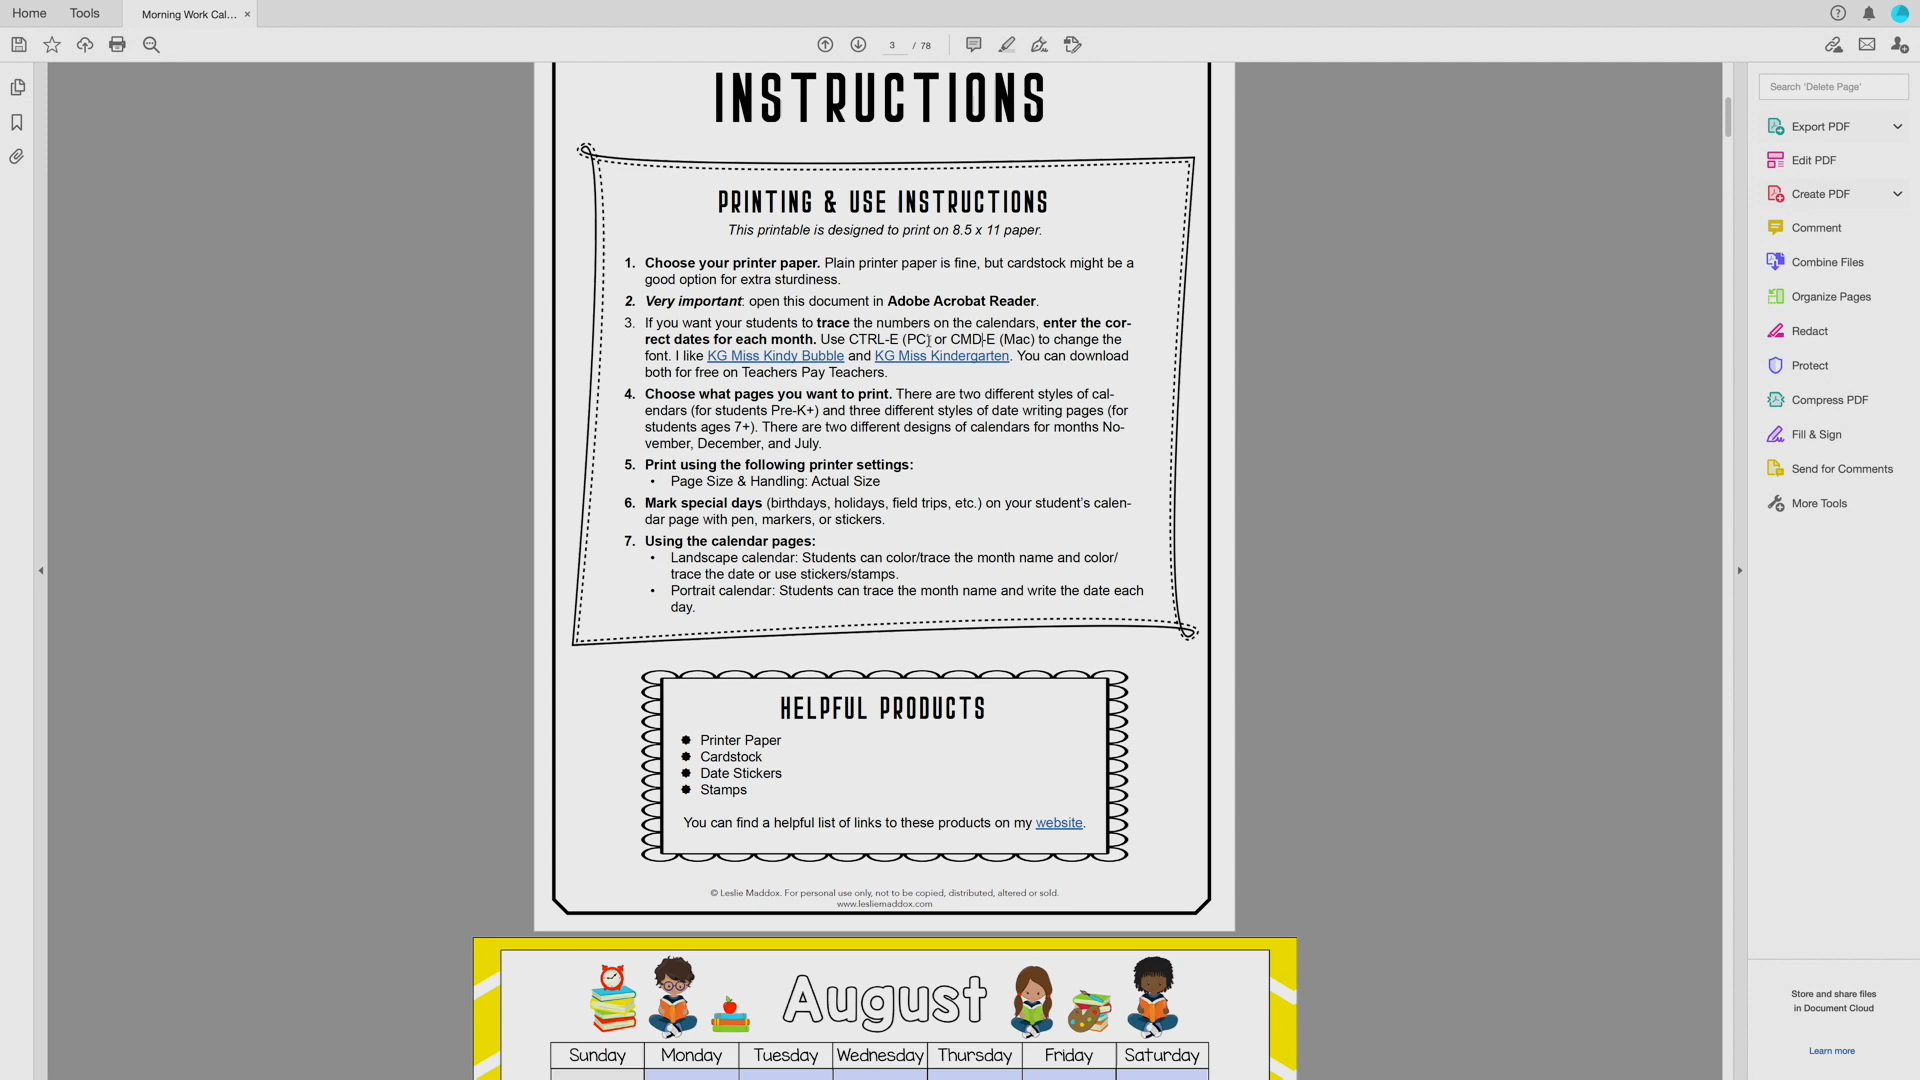 Home
Tools
Morning Work Cal...
3 / 78
Search 'Delete Page'
Export PDF
Edit PDF
Create PDF
Comment
Combine Files
Organize Pages
Redact
Protect
Compress PDF
Fill & Sign
Send for Comments
More Tools
Store and share files
in Document Cloud
Learn more
INSTRUCTIONS
PRINTING & USE INSTRUCTIONS
This printable is designed to print on 8.5 x 11 paper.
1. Choose your printer paper. Plain printer paper is fine, but cardstock might be a
good option for extra sturdiness.
2. Very important: open this document in Adobe Acrobat Reader.
3. If you want your students to trace the numbers on the calendars, enter the cor-
rect dates for each month. Use CTRL-E (PC) or CMD-E (Mac) to change the
font. I like KG Miss Kindy Bubble and KG Miss Kindergarten. You can download
both for free on Teachers Pay Teachers.
4. Choose what pages you want to print. There are two different styles of cal-
endars (for students Pre-K+) and three different styles of date writing pages (for
students ages 7+). There are two different designs of calendars for months No-
vember, December, and July.
5. Print using the following printer settings:
• Page Size & Handling: Actual Size
6. Mark special days (birthdays, holidays, field trips, etc.) on your student's calen-
dar page with pen, markers, or stickers.
7. Using the calendar pages:
• Landscape calendar: Students can color/trace the month name and color/
trace the date or use stickers/stamps.
• Portrait calendar: Students can trace the month name and write the date each
day.
HELPFUL PRODUCTS
Printer Paper
Cardstock
Date Stickers
Stamps
You can find a helpful list of links to these products on my website.
© Leslie Maddox. For personal use only, not to be copied, distributed, altered or sold.
www.lesliemaddox.com
August
Sunday Monday Tuesday Wednesday Thursday Friday Saturday